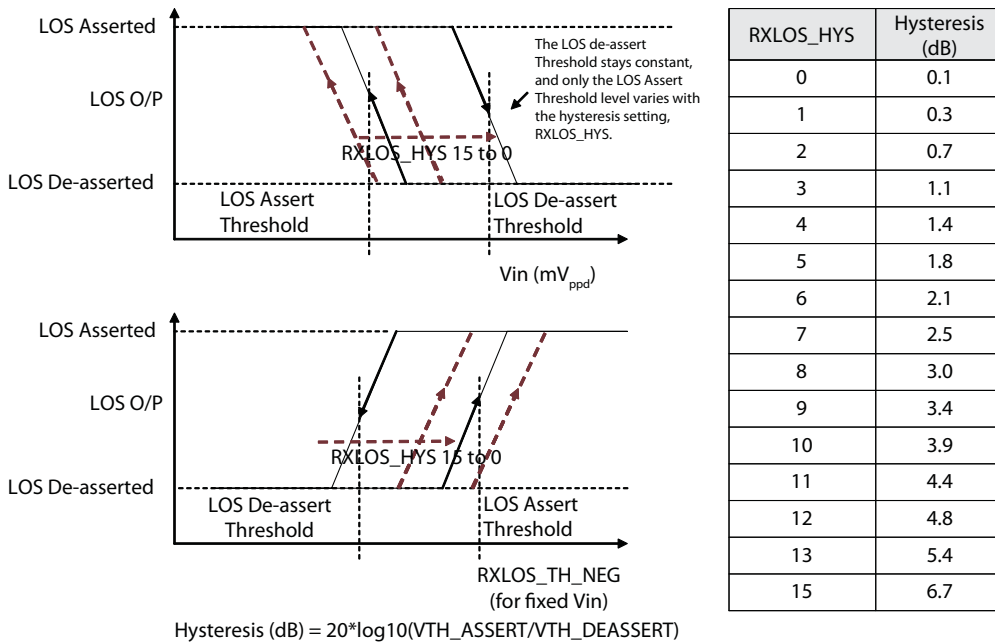 LOS Asserted
LOS O/P
LOS De-asserted
The LOS de-assert
Threshold stays constant,
and only the LOS Assert
Threshold level varies with
the hysteresis setting,
RXLOS_HYS.
RXLOS_HYS 15 to 0
LOS Assert
Threshold
LOS De-assert
Threshold
Vin (mVppd)
LOS Asserted
LOS O/P
LOS De-asserted
RXLOS_HYS 15 to 0
LOS De-assert
Threshold
LOS Assert
Threshold
RXLOS_TH_NEG
(for fixed Vin)
Hysteresis (dB) = 20*log10(VTH_ASSERT/VTH_DEASSERT)
RXLOS_HYS Hysteresis
(dB)
0 0.1
1 0.3
2 0.7
3 1.1
4 1.4
5 1.8
6 2.1
7 2.5
8 3.0
9 3.4
10 3.9
11 4.4
12 4.8
13 5.4
15 6.7